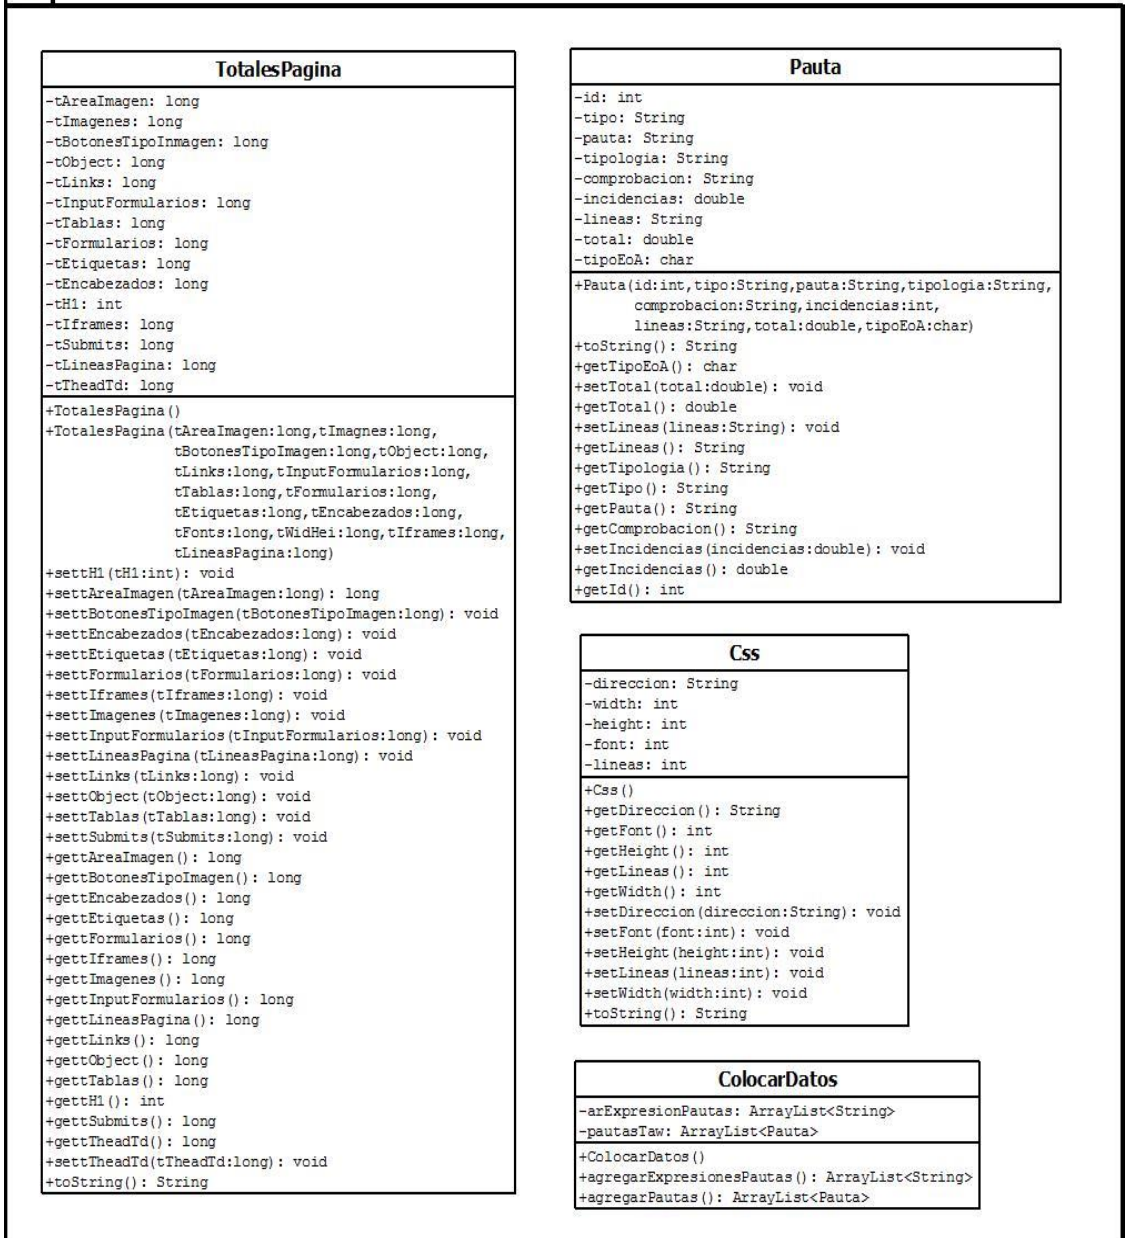 TotalesPagina
-tAreaImagen: long
-tImagenes: long
-tBotonesTipoInmagen: long
-tObject: long
-tLinks: long
-tInputFormularios: long
-tTablas: long
-tFormularios: long
-tEtiquetas: long
-tEncabezados: long
-tH1: int
-tIframes: long
-tSubmits: long
-tLineasPagina: long
-tTheadTd: long
+TotalesPagina()
+TotalesPagina(tAreaImagen:long,tImagnes:long,
tBotonesTipoImagen:long,tObject:long,
tLinks:long,tInputFormularios:long,
tTablas:long,tFormularios:long,
tEtiquetas:long,tEncabezados:long,
tFonts:long,tWidHei:long,tIframes:long,
tLineasPagina:long)
+settH1(tH1:int): void
+settAreaImagen(tAreaImagen:long): long
+settBotonesTipoImagen(tBotonesTipoImagen:long): void
+settEncabezados(tEncabezados:long): void
+settEtiquetas(tEtiquetas:long): void
+settFormularios(tFormularios:long): void
+settIframes(tIframes:long): void
+settImagenes(tImagenes:long): void
+settInputFormularios(tInputFormularios:long): void
+settLineasPagina(tLineasPagina:long): void
+settLinks(tLinks:long): void
+settObject(tObject:long): void
+settTablas(tTablas:long): void
+settSubmits(tSubmits:long): void
+gettAreaImagen(): long
+gettBotonesTipoImagen(): long
+gettEncabezados(): long
+gettEtiquetas(): long
+gettFormularios(): long
+gettIframes(): long
+gettImagenes(): long
+gettInputFormularios(): long
+gettLineasPagina(): long
+gettLinks(): long
+gettObject(): long
+gettTablas(): long
+gettH1(): int
+gettSubmits(): long
+gettTheadTd(): long
+settTheadTd(tTheadTd:long): void
+toString(): String
Pauta
-id: int
-tipo: String
-pauta: String
-tipologia: String
-comprobacion: String
-incidencias: double
-lineas: String
-total: double
-tipoEoA: char
+Pauta(id:int,tipo:String,pauta:String,tipologia:String,
comprobacion:String,incidencias:int,
lineas:String,total:double,tipoEoA:char)
+toString(): String
+getTipoEoA(): char
+setTotal(total:double): void
+getTotal(): double
+setLineas(lineas:String): void
+getLineas(): String
+getTipologia(): String
+getTipo(): String
+getPauta(): String
+getComprobacion(): String
+setIncidencias(incidencias:double): void
+getIncidencias(): double
+getId(): int
Css
-direccion: String
-width: int
-height: int
-font: int
-lineas: int
+Css()
+getDireccion(): String
+getFont(): int
+getHeight(): int
+getLineas(): int
+getWidth(): int
+setDireccion(direccion:String): void
+setFont(font:int): void
+setHeight(height:int): void
+setLineas(lineas:int): void
+setWidth(width:int): void
+toString(): String
ColocarDatos
-arExpresionPautas: ArrayList<String>
-pautasTaw: ArrayList<Pauta>
+ColocarDatos()
+agregarExpresionesPautas(): ArrayList<String>
+agregarPautas(): ArrayList<Pauta>